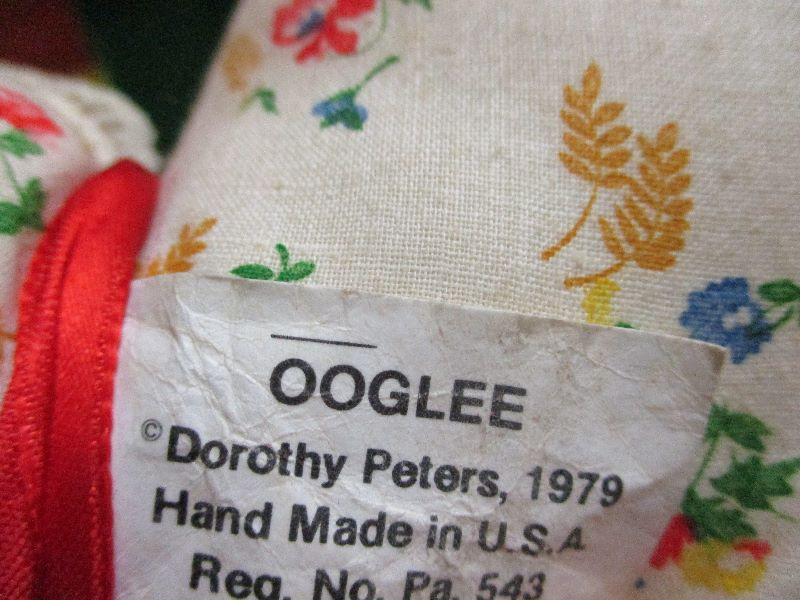 OOGLEE
©Dorothy Peters, 1979
Hand Made in U.S.A
Reg. No. Pa. 543